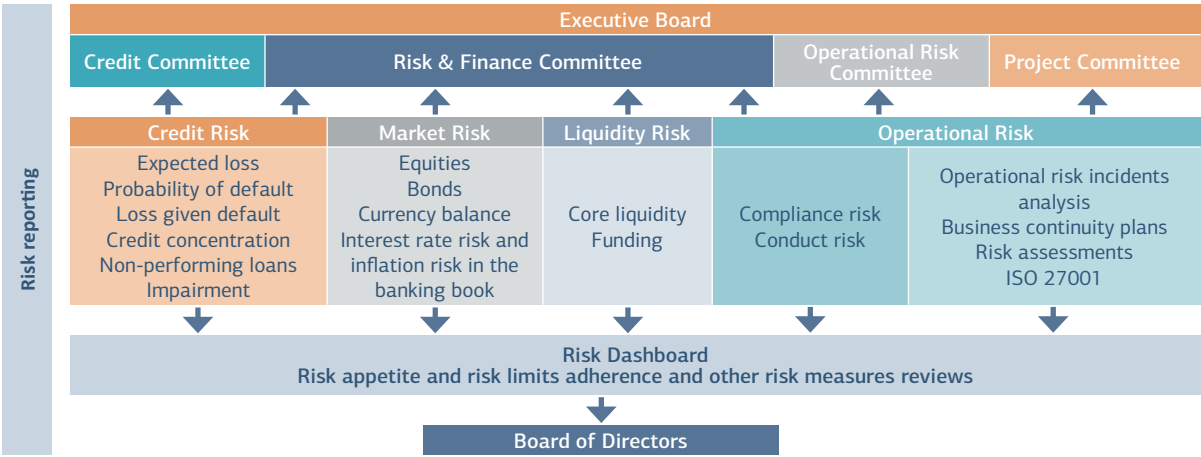 Risk reporting
Executive Board
Credit Committee
Risk & Finance Committee
Operational Risk
Committee
Project Committee
Credit Risk
Expected loss
Probability of default
Loss given default
Credit concentration
Non-performing loans
Impairment
Market Risk
Equities
Bonds
Currency balance
Interest rate risk and
inflation risk in the
banking book
Liquidity Risk
Core liquidity
Funding
Operational Risk
Compliance risk
Conduct risk
Operational risk incidents
analysis
Business continuity plans
Risk assessments
ISO 27001
Risk Dashboard
Risk appetite and risk limits adherence and other risk measures reviews
Board of Directors